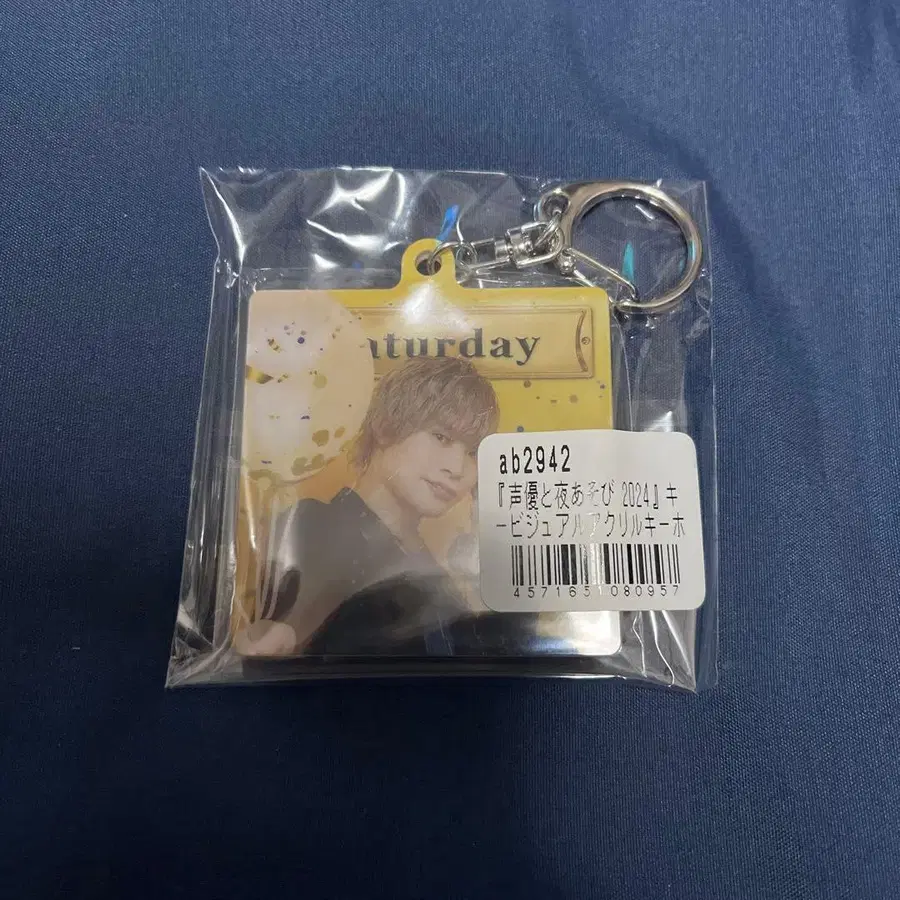 aturday
ab2942
『声優と夜あそび 2024』キ
ービジュアルアクリルキーホ
4571651080957